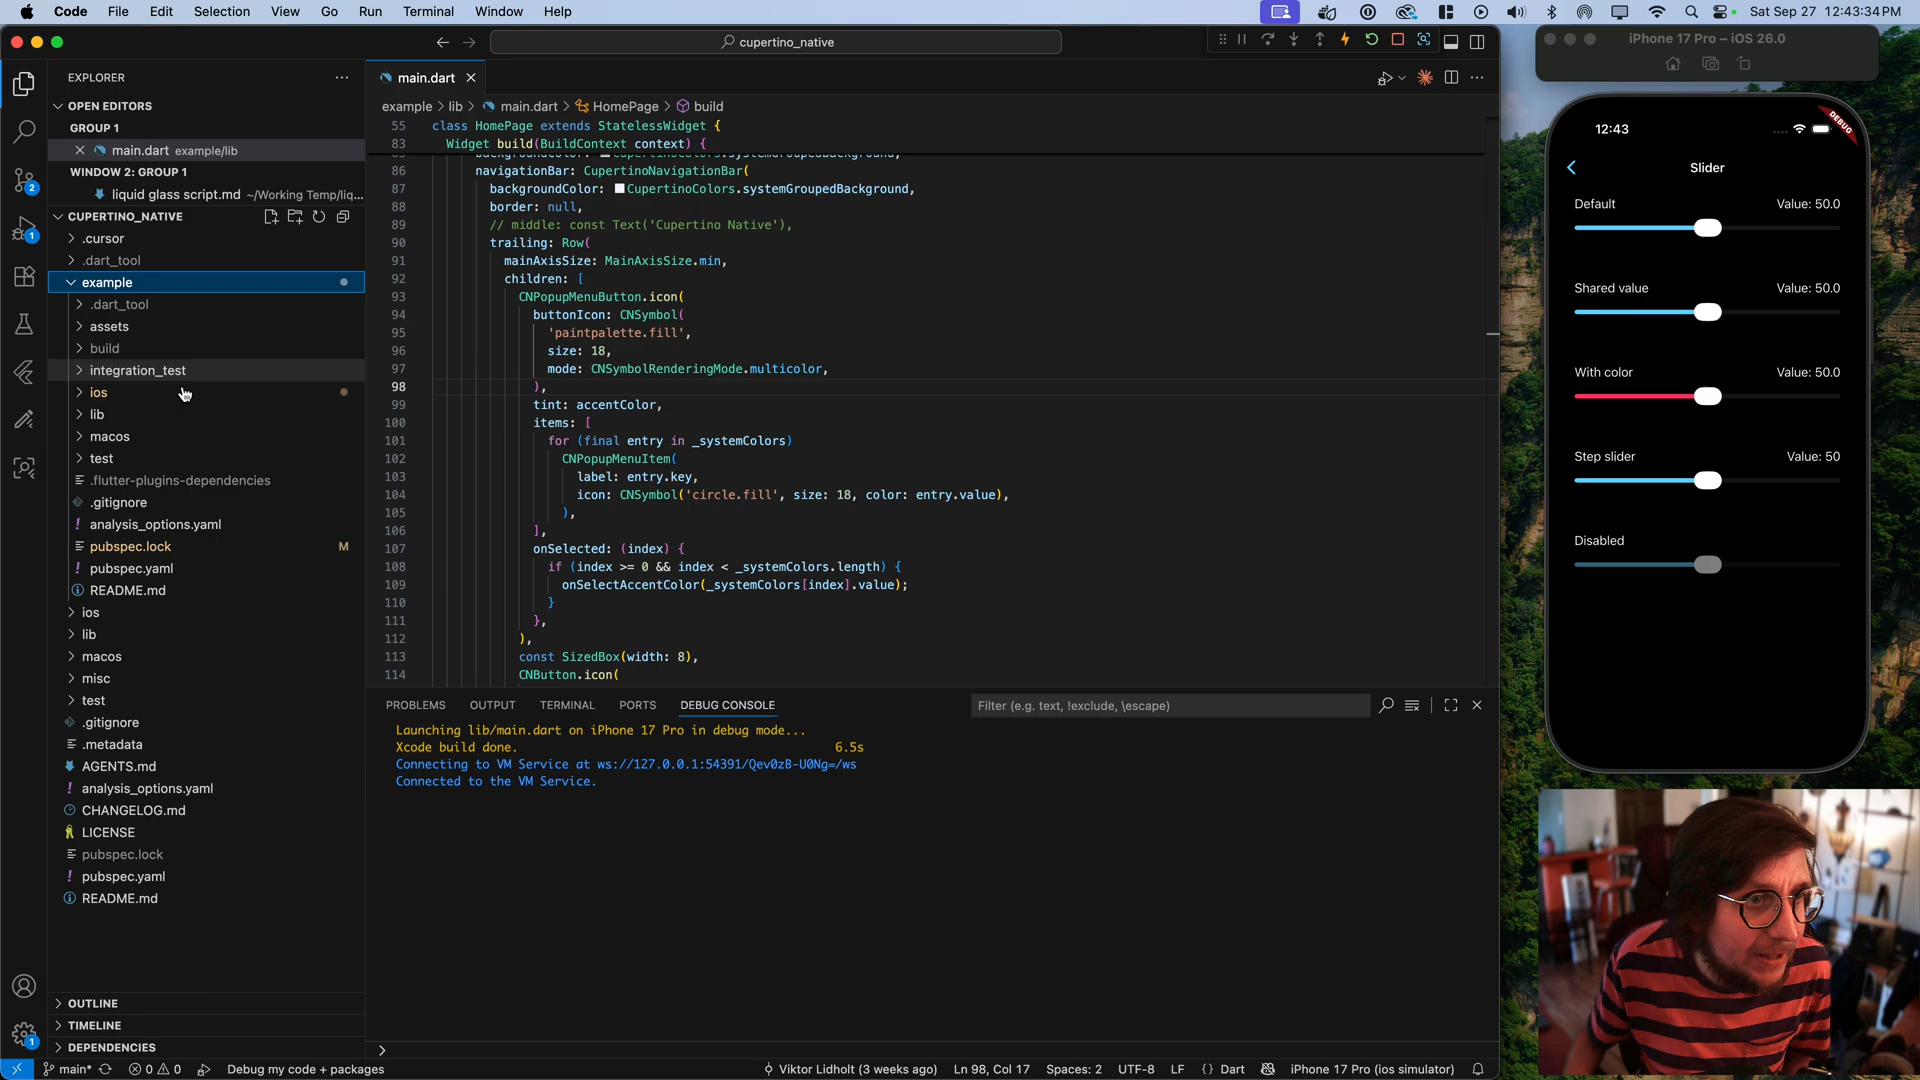 Code File Edit Selection View Go Run Terminal Window Help
Sat Sep 27 12:43:34 PM
cupertino_native
EXPLORER
OPEN EDITORS
GROUP 1
main.dart example/lib
WINDOW 2: GROUP 1
liquid glass script.md ~/Working Temp/liq...
CUPERTINO_NATIVE
.cursor
.dart_tool
example
.dart_tool
assets
build
integration_test
ios
lib
macos
test
.flutter-plugins-dependencies
.gitignore
analysis_options.yaml
pubspec.lock M
pubspec.yaml
README.md
ios
lib
macos
misc
test
.gitignore
.metadata
AGENTS.md
analysis_options.yaml
CHANGELOG.md
LICENSE
pubspec.lock
pubspec.yaml
README.md
OUTLINE
TIMELINE
DEPENDENCIES
2
1
1
main.dart
example > lib > main.dart > HomePage > build
55 class HomePage extends StatelessWidget {
83 Widget build(BuildContext context) {
86 navigationBar: CupertinoNavigationBar(
87 backgroundColor: CupertinoColors.systemGroupedBackground,
88 border: null,
89 // middle: const Text('Cupertino Native'),
90 trailing: Row(
91 mainAxisSize: MainAxisSize.min,
92 children: [
93 CNPopupMenuButton.icon(
94 buttonIcon: CNSymbol(
95 'paintpalette.fill',
96 size: 18,
97 mode: CNSymbolRenderingMode.multicolor,
98 ),
99 tint: accentColor,
100 items: [
101 for (final entry in _systemColors)
102 CNPopupMenuItem(
103 label: entry.key,
104 icon: CNSymbol('circle.fill', size: 18, color: entry.value),
105 ),
106 ],
107 onSelected: (index) {
108 if (index >= 0 && index < _systemColors.length) {
109 onSelectAccentColor(_systemColors[index].value);
110 }
111 },
112 ),
113 const SizedBox(width: 8),
114 CNButton.icon(
PROBLEMS OUTPUT TERMINAL PORTS DEBUG CONSOLE
Filter (e.g. text, !exclude, \escape)
Launching lib/main.dart on iPhone 17 Pro in debug mode...
Xcode build done. 6.5s
Connecting to VM Service at ws://127.0.0.1:54391/Qev0zB-U0Ng=/ws
Connected to the VM Service.
main* 0 0 Debug my code + packages
Viktor Lidholt (3 weeks ago) Ln 98, Col 17 Spaces: 2 UTF-8 LF {} Dart iPhone 17 Pro (ios simulator)
iPhone 17 Pro – iOS 26.0
12:43
DEBUG
Slider
Default Value: 50.0
Shared value Value: 50.0
With color Value: 50.0
Step slider Value: 50
Disabled